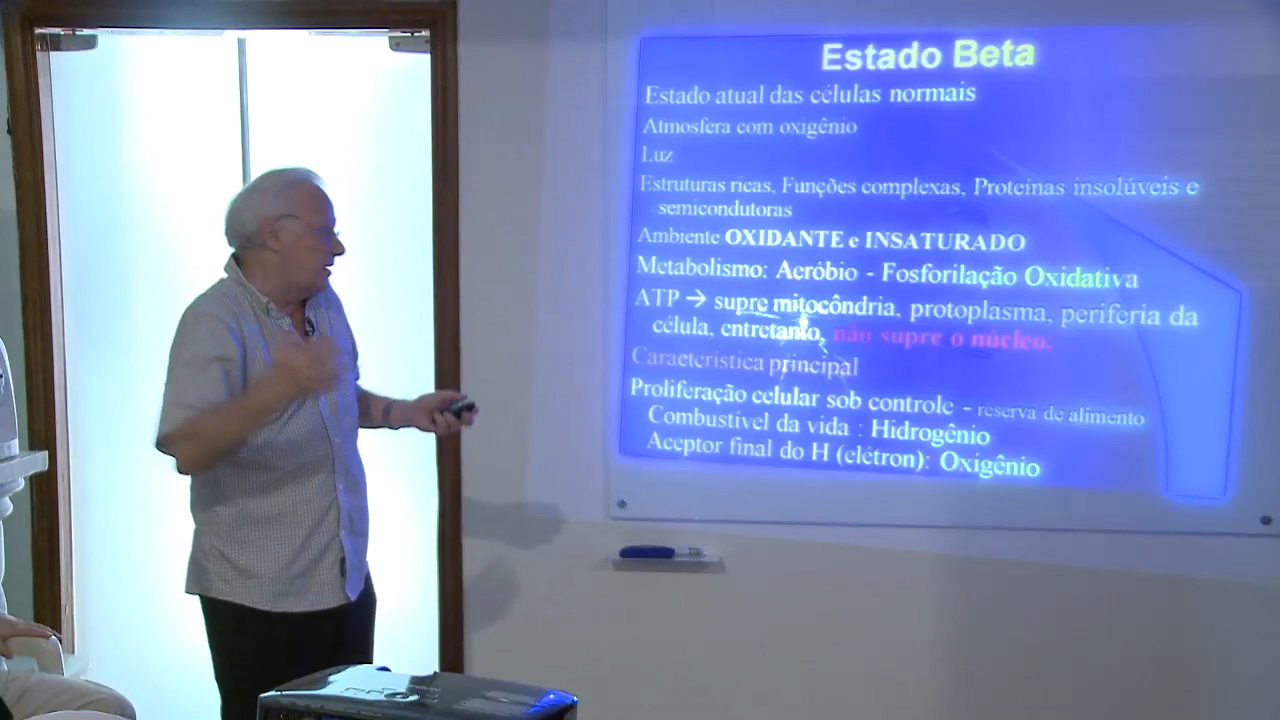 Estado Beta
Estado atual das células normais
Atmosfera com oxigênio
Luz
Estruturas ricas, Funções complexas, Proteínas insolúveis e
semicondutoras
Ambiente OXIDANTE e INSATURADO
Metabolismo: Aeróbio - Fosforilação Oxidativa
ATP → supre mitocôndria, protoplasma, periferia da
célula, entretanto, não supre o núcleo.
Característica principal
Proliferação celular sob controle - reserva de alimento
Combustível da vida : Hidrogênio
Aceptor final do H (elétron): Oxigênio